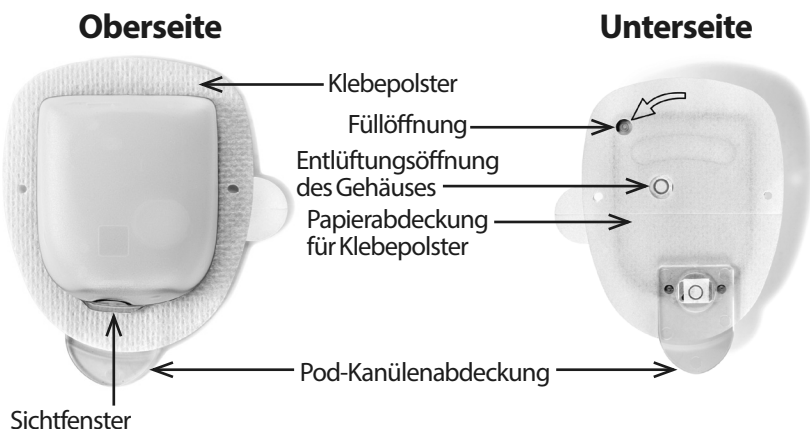 Oberseite
Unterseite
Klebepolster
Füllöffnung
Entlüftungsöffnung
des Gehäuses
Papierabdeckung
für Klebepolster
Pod-Kanülenabdeckung
Sichtfenster